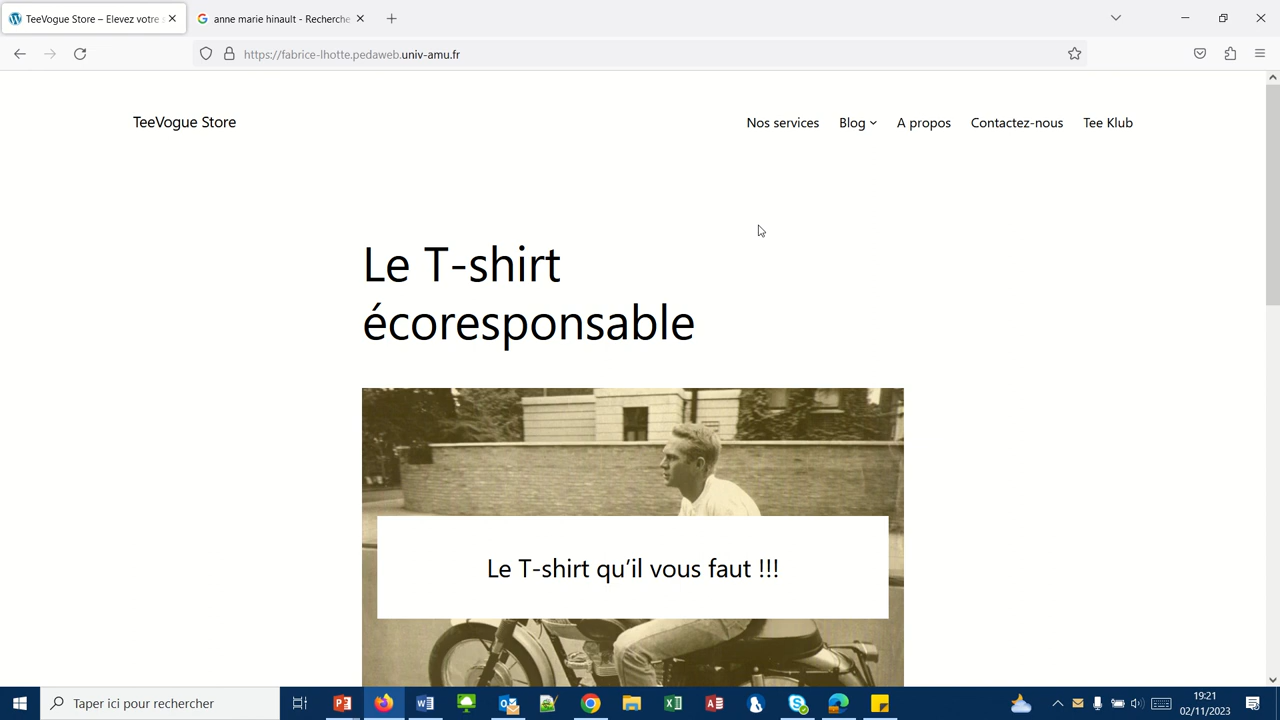 TeeVogue Store – Elevez votre s
anne marie hinault - Recherche
https://fabrice-lhotte.pedaweb.univ-amu.fr
TeeVogue Store
Nos services Blog A propos Contactez-nous Tee Klub
Le T-shirt
écoresponsable
Le T-shirt qu’il vous faut !!!
Taper ici pour rechercher
19:21
02/11/2023